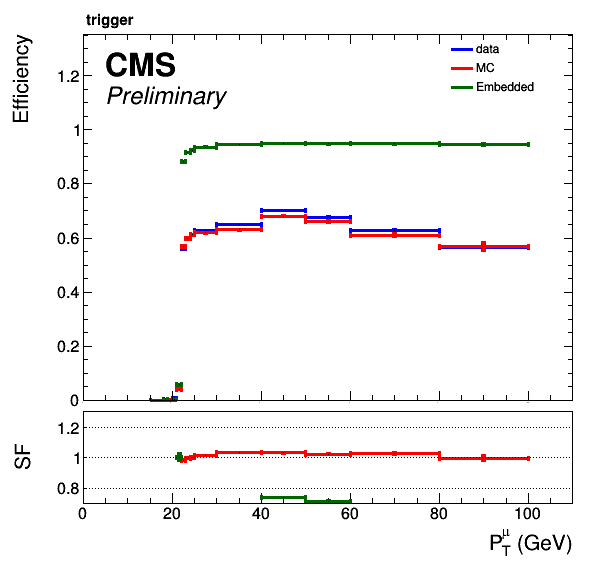 trigger
CMS
Preliminary
data
MC
Embedded
Efficiency
1.2
1
0.8
0.6
0.4
0.2
0
SF
1.2
1
0.8
0 20 40 60 80 100
P_T^μ (GeV)